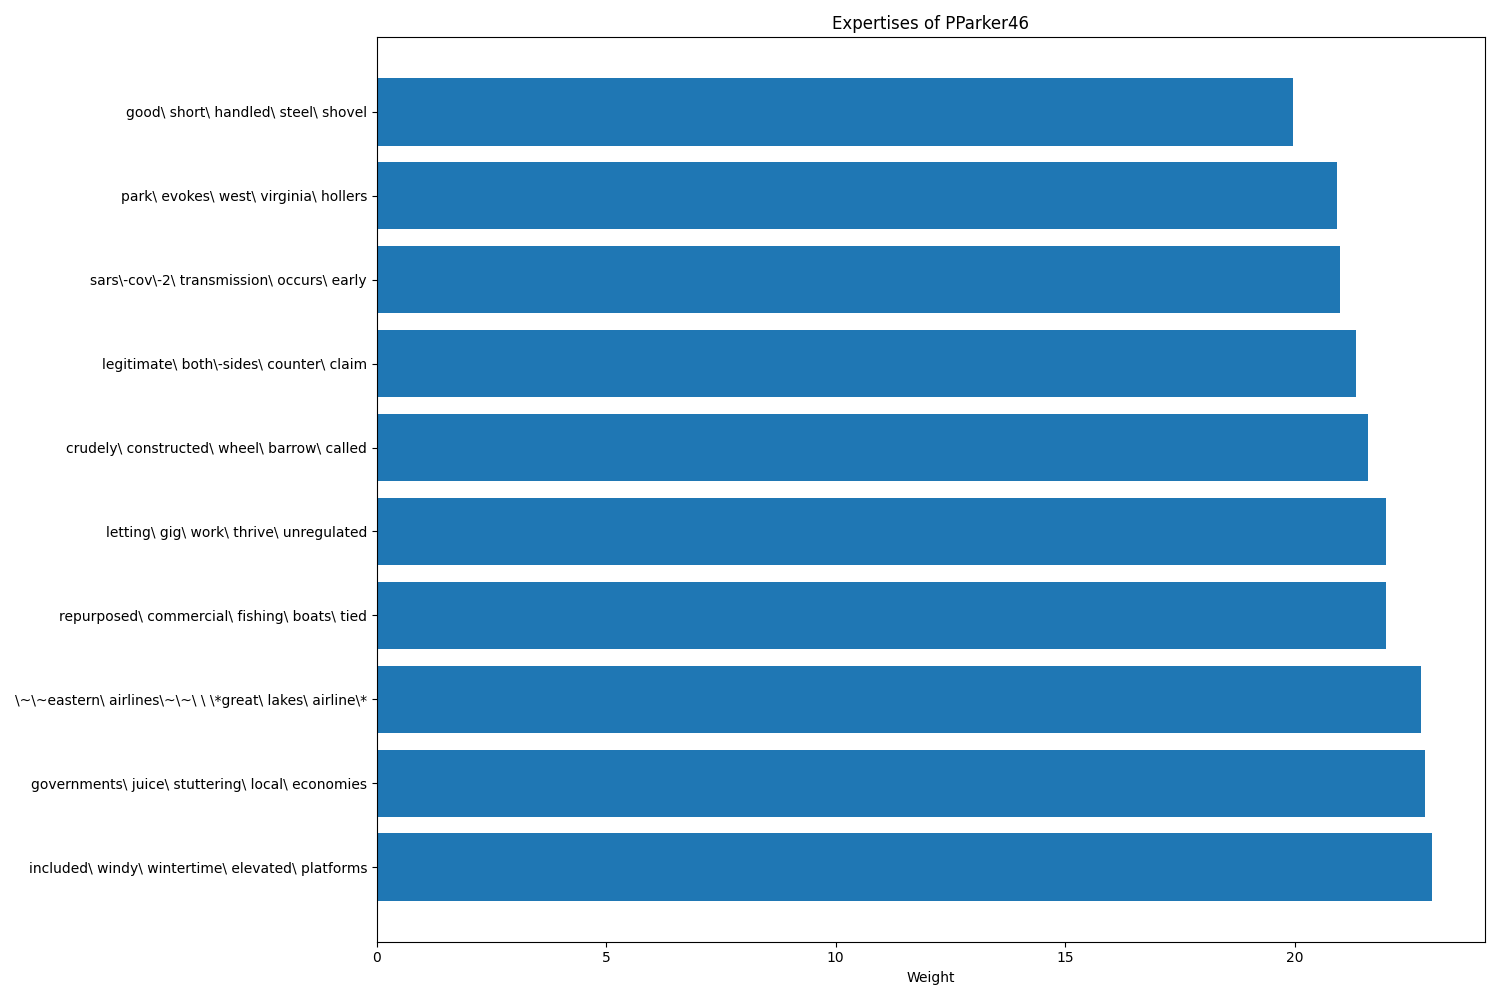 Expertises of PParker46
good\ short\ handled\ steel\ shovel
park\ evokes\ west\ virginia\ hollers
sars\-cov\-2\ transmission\ occurs\ early
legitimate\ both\-sides\ counter\ claim
crudely\ constructed\ wheel\ barrow\ called
letting\ gig\ work\ thrive\ unregulated
repurposed\ commercial\ fishing\ boats\ tied
\~\~eastern\ airlines\~\~\ \ \*great\ lakes\ airline\*
governments\ juice\ stuttering\ local\ economies
included\ windy\ wintertime\ elevated\ platforms
0 5 10 15 20
Weight